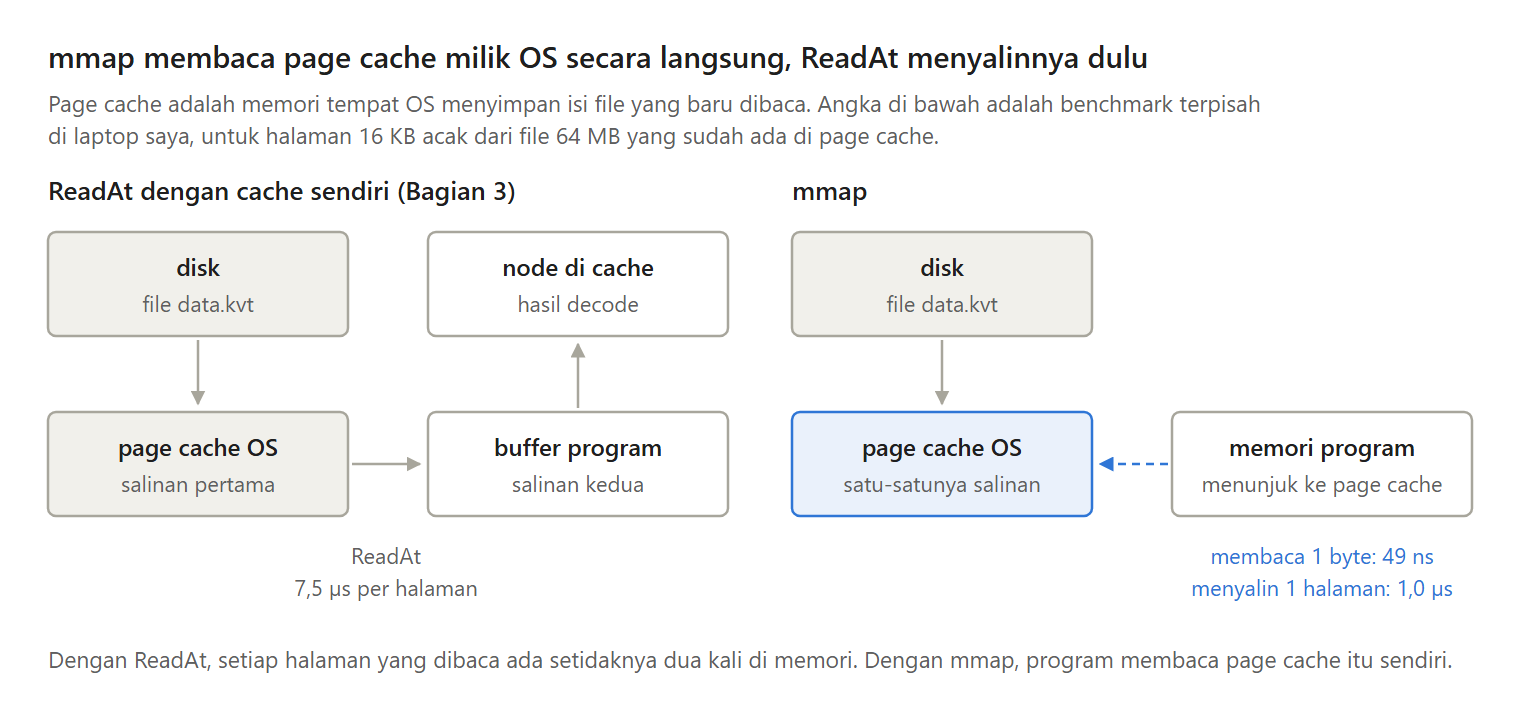 mmap membaca page cache milik OS secara langsung, ReadAt menyalinnya dulu
Page cache adalah memori tempat OS menyimpan isi file yang baru dibaca. Angka di bawah adalah benchmark terpisah
di laptop saya, untuk halaman 16 KB acak dari file 64 MB yang sudah ada di page cache.
ReadAt dengan cache sendiri (Bagian 3)
disk
file data.kvt
node di cache
hasil decode
page cache OS
salinan pertama
buffer program
salinan kedua
ReadAt
7,5 µs per halaman
mmap
disk
file data.kvt
page cache OS
satu-satunya salinan
memori program
menunjuk ke page cache
membaca 1 byte: 49 ns
menyalin 1 halaman: 1,0 µs
Dengan ReadAt, setiap halaman yang dibaca ada setidaknya dua kali di memori. Dengan mmap, program membaca page cache itu sendiri.